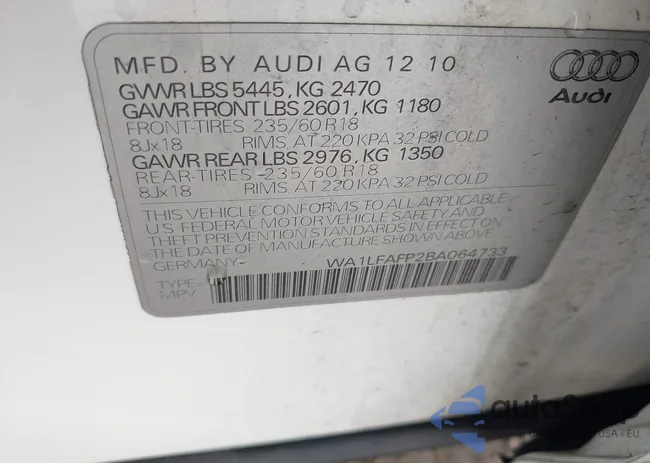 MFD. BY AUDI AG 12 10
GVWR LBS 5445, KG 2470
GAWR FRONT LBS 2601, KG 1180
FRONT-TIRES 235/60 R18
8Jx18 RIMS, AT 220 KPA 32 PSI COLD
GAWR REAR LBS 2976, KG 1350
REAR-TIRES 235/60 R18
8Jx18 RIMS, AT 220 KPA 32 PSI COLD
THIS VEHICLE CONFORMS TO ALL APPLICABLE
U.S FEDERAL MOTOR VEHICLE SAFETY AND
THEFT PREVENTION STANDARDS IN EFFECT ON
THE DATE OF MANUFACTURE
GERMANY WA1LFAFP2BA064733
TYPE
MPV
Audi
USA | EU